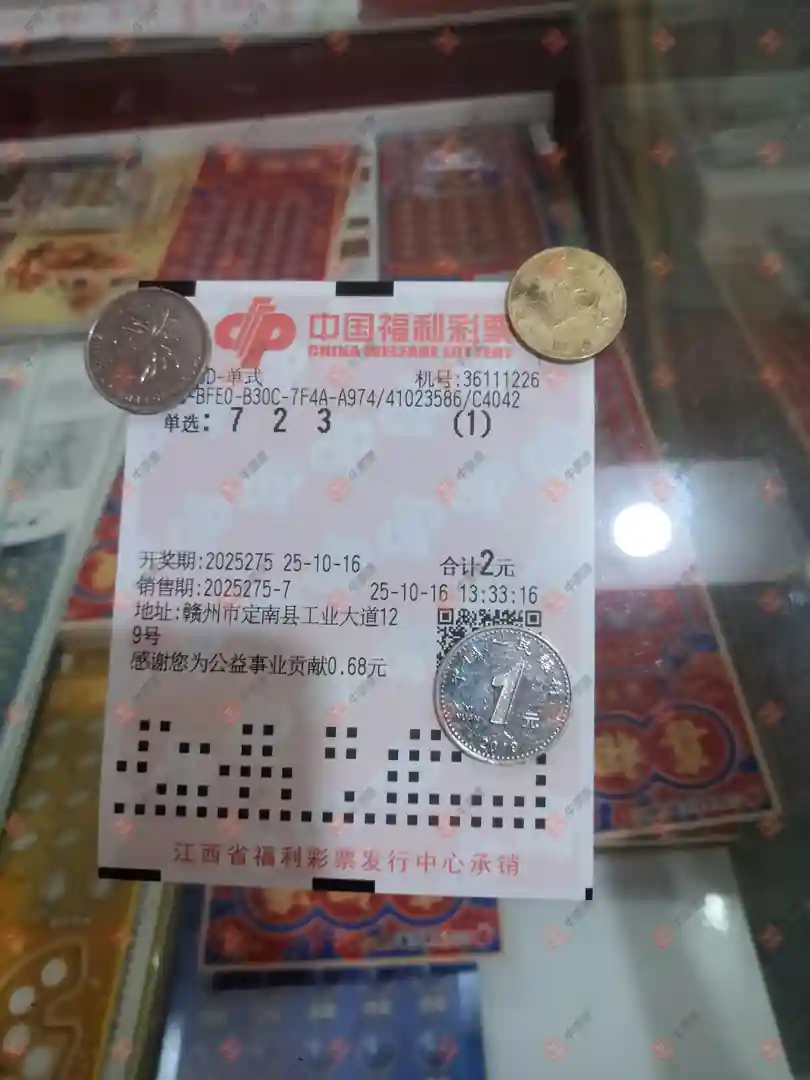 中国福利彩票
CHINA WELFARE LOTTERY
D-单式 机号:36111226
-BFE0-B30C-7F4A-A974/41023586/C4042
单选: 7 2 3 (1)
开奖期:2025275 25-10-16 合计2元
销售期:2025275-7 25-10-16 13:33:16
地址:赣州市定南县工业大道12
9号
感谢您为公益事业贡献0.68元
1
元
YUAN
2019
江西省福利彩票发行中心承销